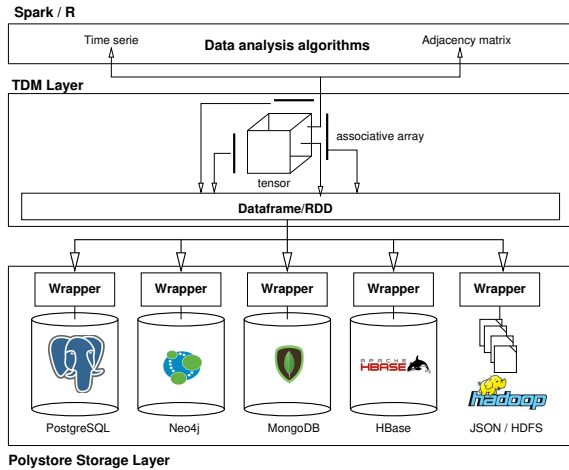 Spark / R
Time serie
Data analysis algorithms
Adjacency matrix
TDM Layer
associative array
tensor
Dataframe/RDD
Wrapper
Wrapper
Wrapper
Wrapper
Wrapper
APACHE
HBASE
hadoop
PostgreSQL
Neo4j
MongoDB
HBase
JSON / HDFS
Polystore Storage Layer